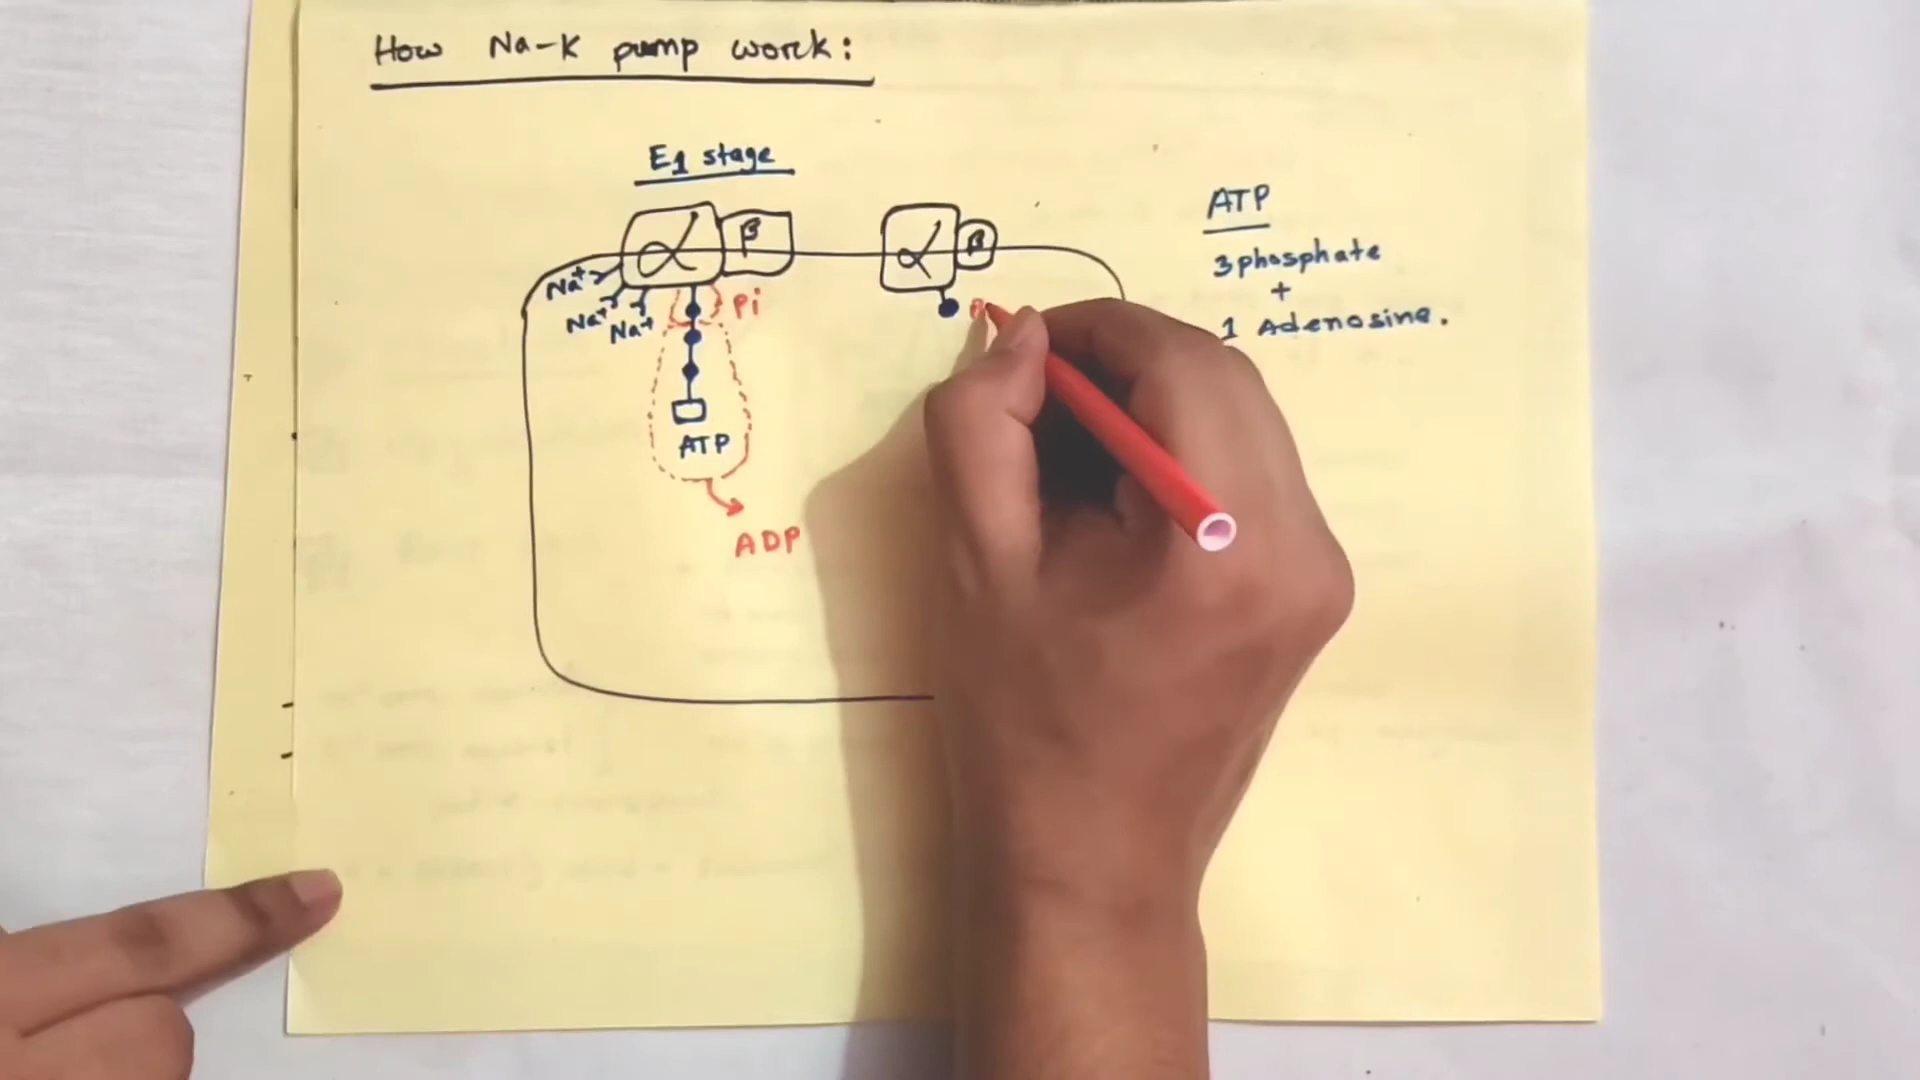 How Na-K pump work:
E1 stage
α β
α β
Na+
Na+
Na+
Pi
ATP
ADP
ATP
3 phosphate
+
1 Adenosine.